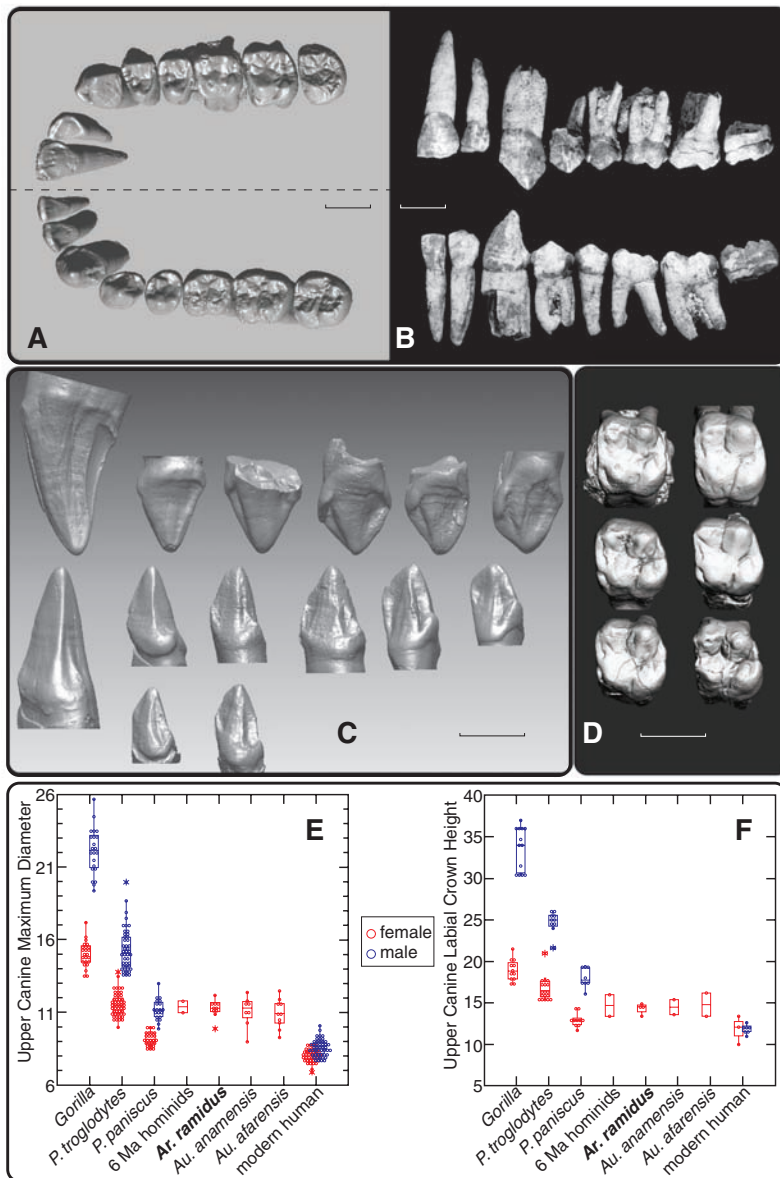 A
B
C
D
E
Upper Canine Maximum Diameter
26
21
16
11
6
Gorilla
P. troglodytes
P. paniscus
6 Ma hominids
Ar. ramidus
Au. anamensis
Au. afarensis
modern human
female
male
F
Upper Canine Labial Crown Height
40
35
30
25
20
15
10
5
Gorilla
P. troglodytes
P. paniscus
6 Ma hominids
Ar. ramidus
Au. anamensis
Au. afarensis
modern human